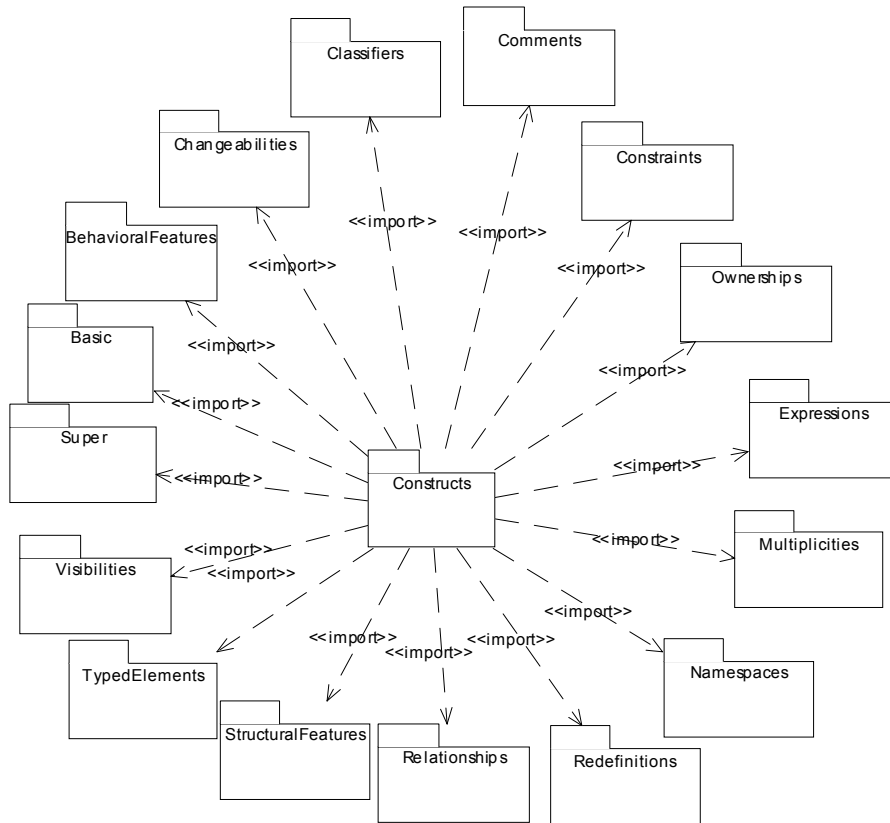 Comments
Classifiers
Changeabilities
Constraints
<<import>>
<<import>>
BehavioralFeatures
<<import>>
<<import>>
Ownerships
<<import>>
<<import>>
Basic
<<import>>
Expressions
Super
<<import>>
<<import>>
Constructs
Multiplicities
<<import>>
<<import>>
Visibilities
<<import>>
<<import>>
TypedElements
<<import>>
<<import>>
<<import>>
Namespaces
StructuralFeatures
Relationships
Redefinitions